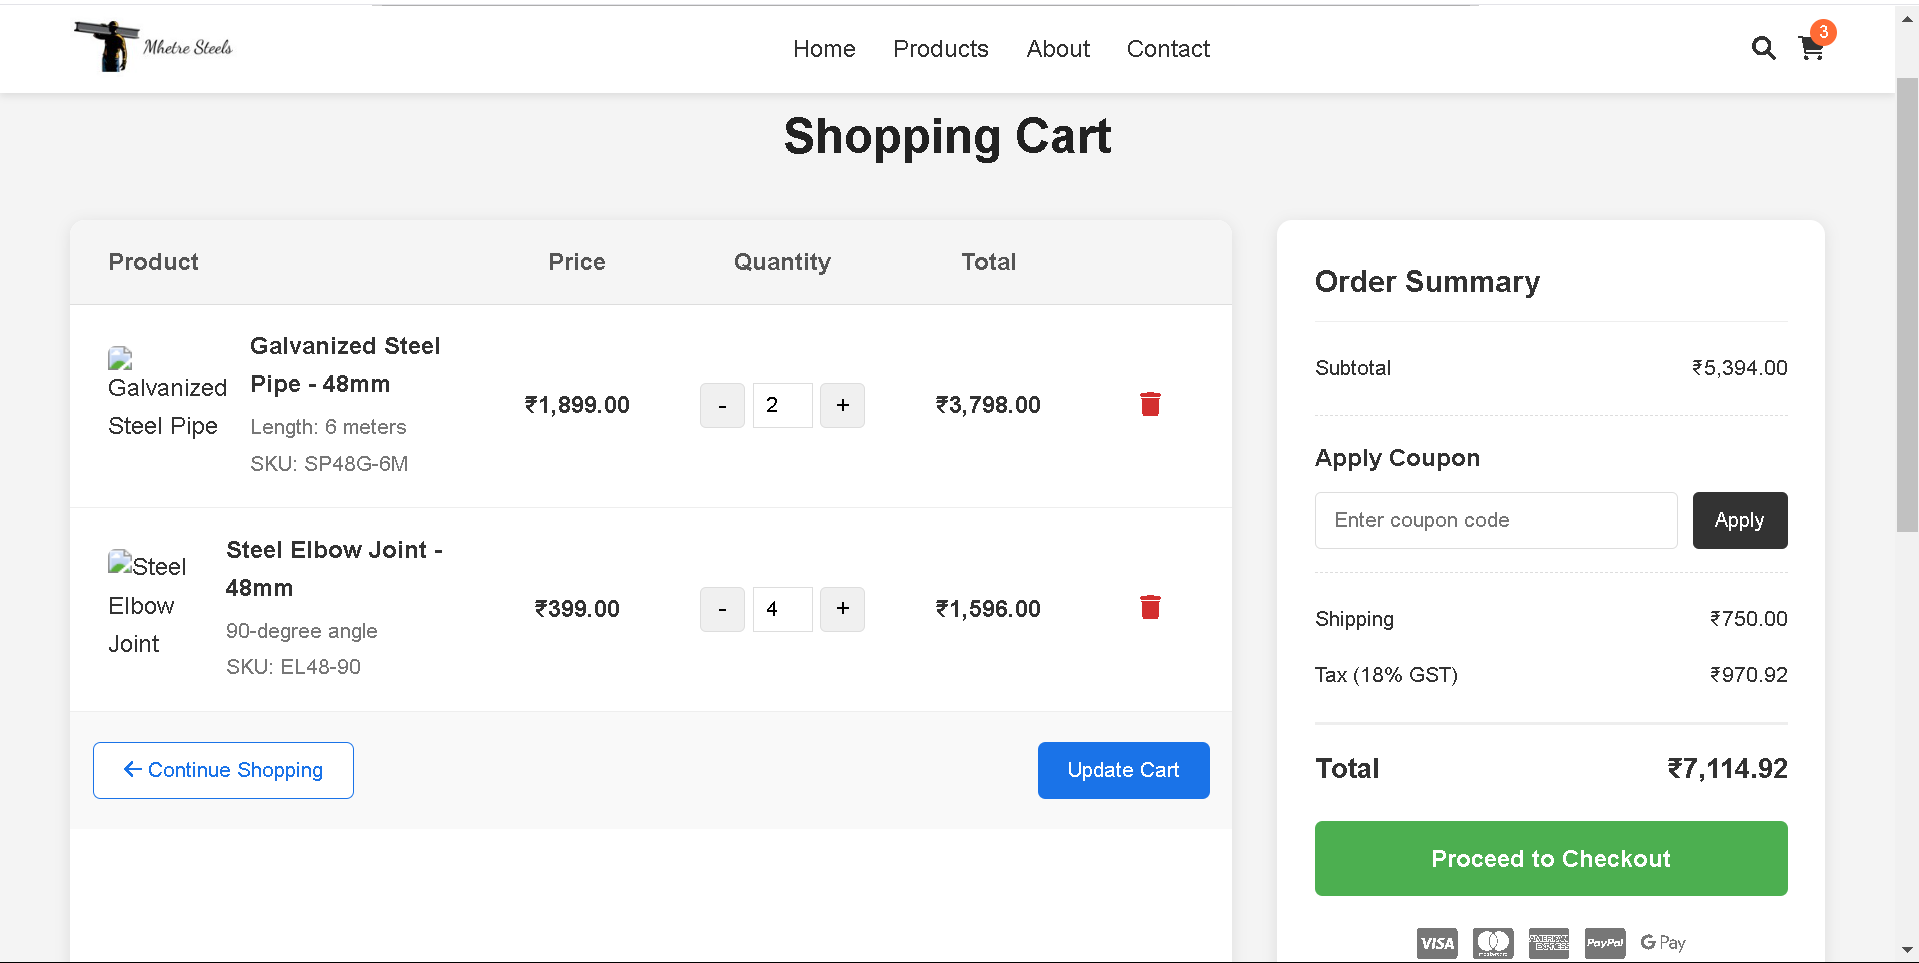 Mhetre Steels
Home Products About Contact
3
Shopping Cart
Product Price Quantity Total
Galvanized Steel Pipe
Galvanized Steel
Pipe - 48mm
Length: 6 meters
SKU: SP48G-6M
₹1,899.00
- 2 +
₹3,798.00
Steel
Elbow
Joint
Steel Elbow Joint -
48mm
90-degree angle
SKU: EL48-90
₹399.00
- 4 +
₹1,596.00
← Continue Shopping
Update Cart
Order Summary
Subtotal ₹5,394.00
Apply Coupon
Enter coupon code Apply
Shipping ₹750.00
Tax (18% GST) ₹970.92
Total ₹7,114.92
Proceed to Checkout
VISA mastercard AMERICAN EXPRESS PayPal G Pay